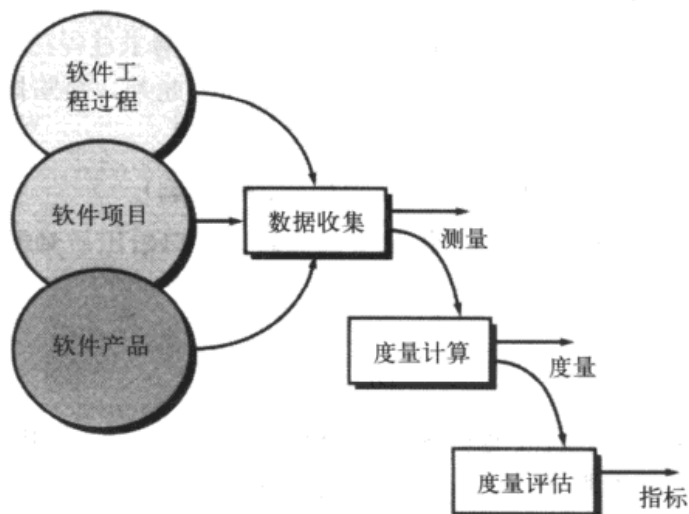 软件工
程过程
软件项目
数据收集
测量
软件产品
度量计算
度量
度量评估
指标